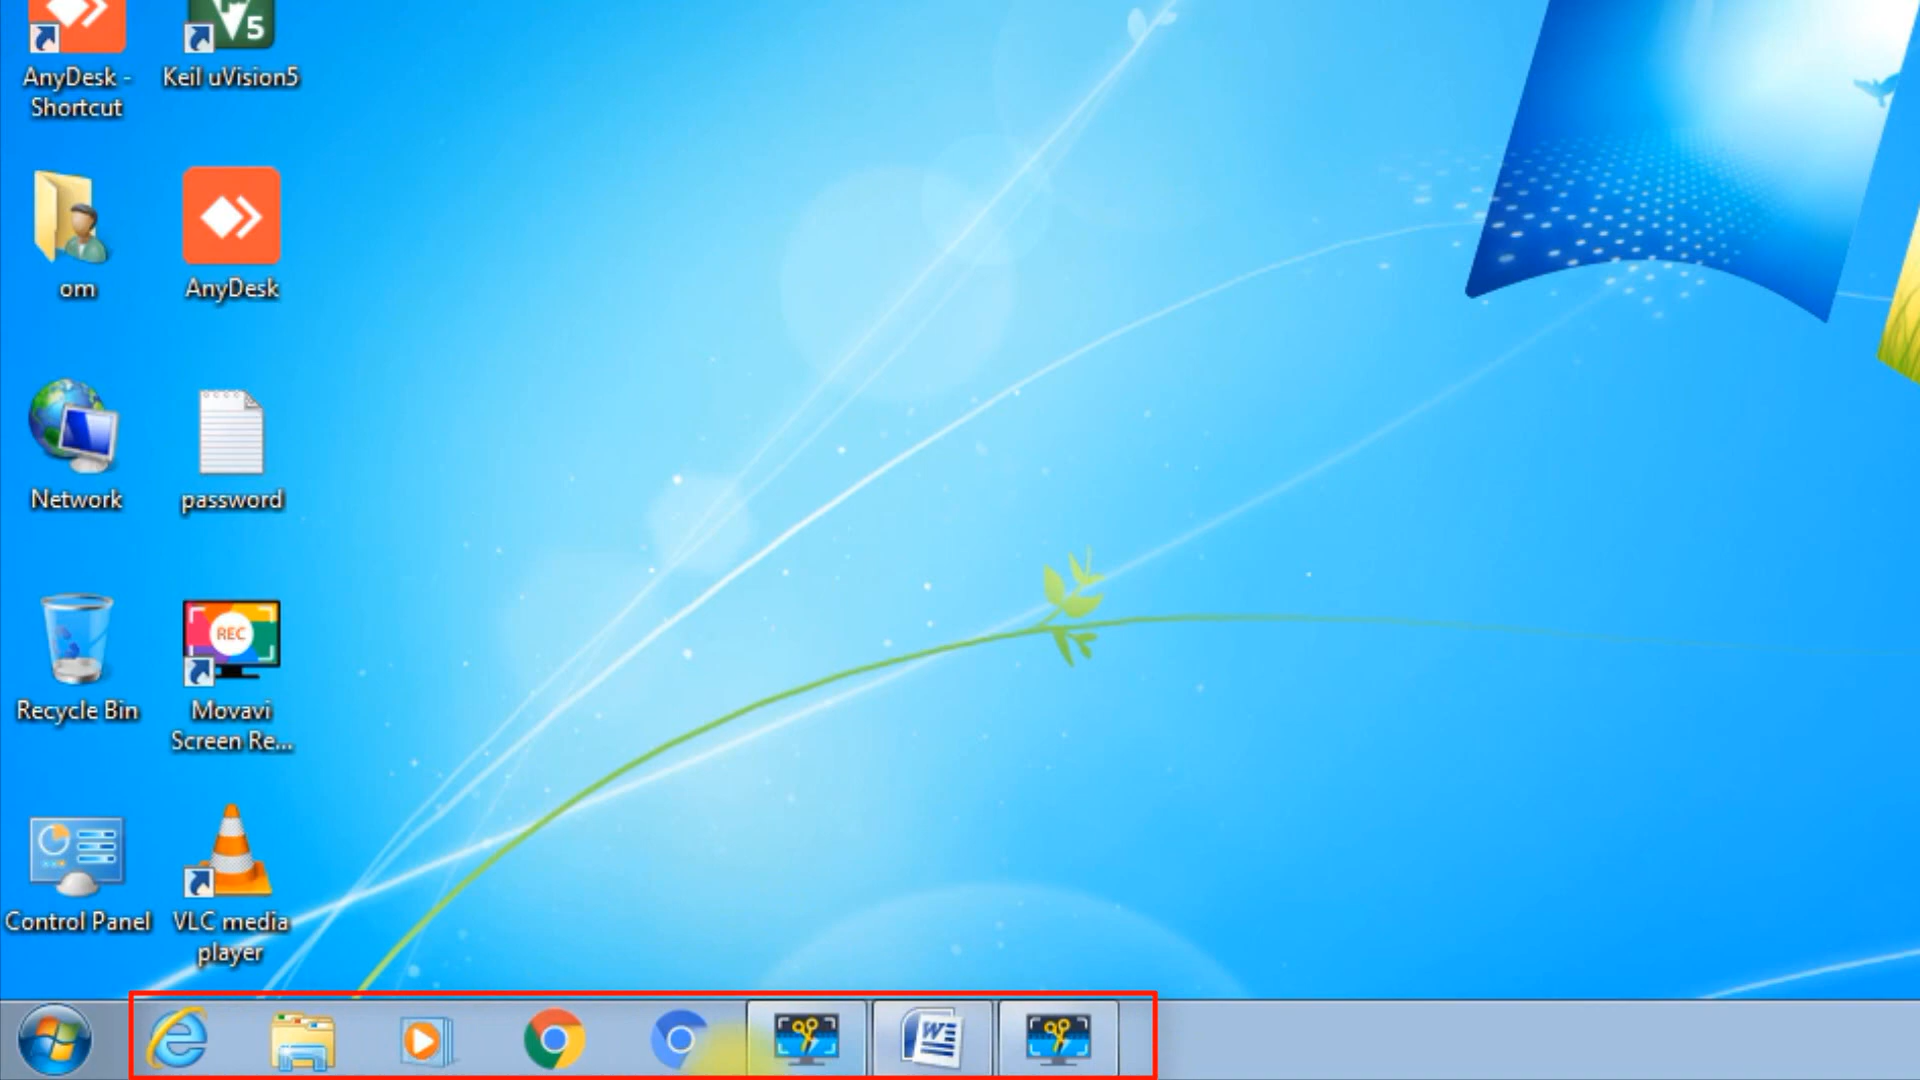 AnyDesk -
Shortcut
5
Keil uVision5
om
AnyDesk
Network
password
Recycle Bin
REC
Movavi
Screen Re...
Control Panel
VLC media
player
W